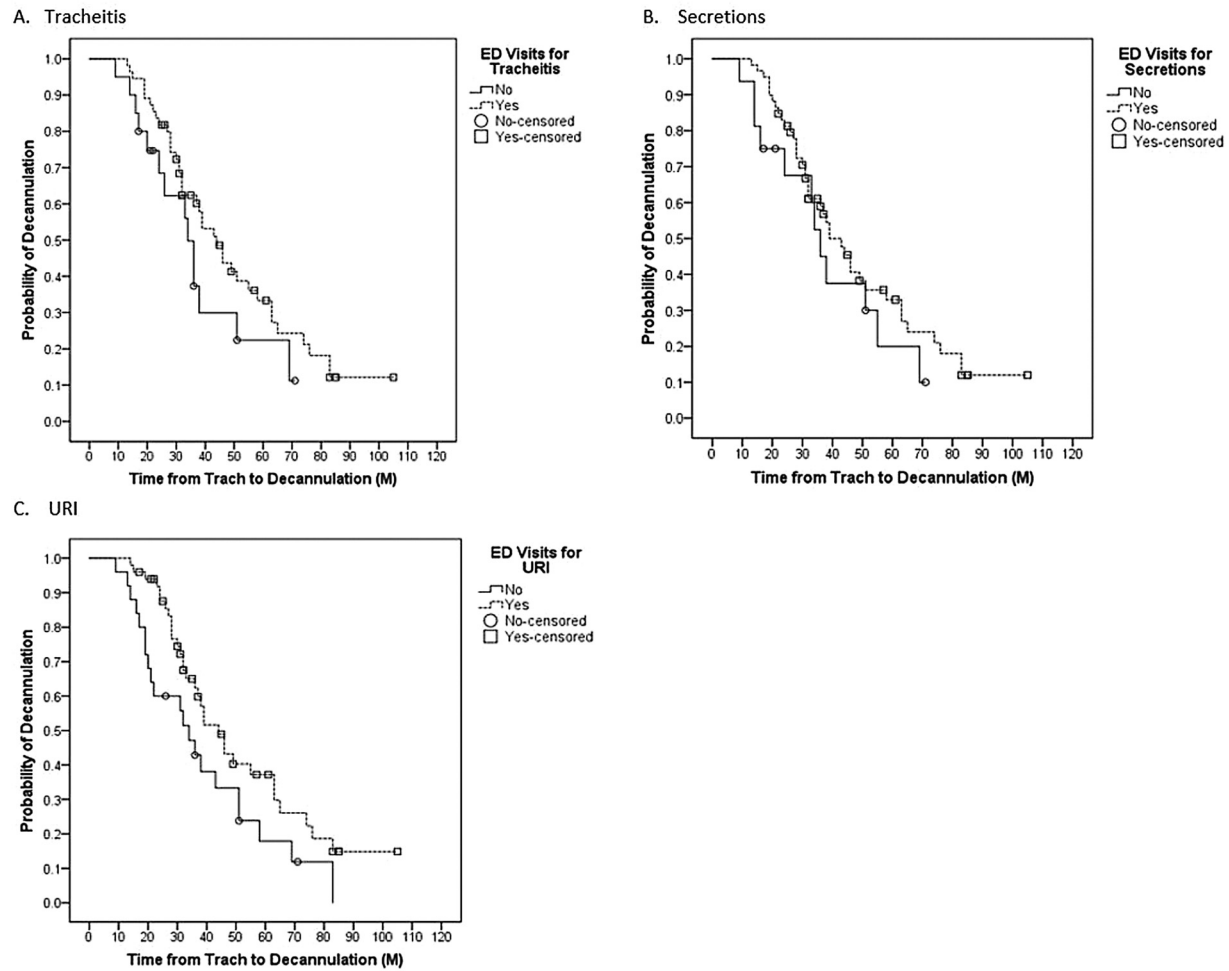 A. Tracheitis
ED Visits for
Tracheitis
No
Yes
No-censored
Yes-censored
Probability of Decannulation
1.0
0.9
0.8
0.7
0.6
0.5
0.4
0.3
0.2
0.1
0.0
0 10 20 30 40 50 60 70 80 90 100 110 120
Time from Trach to Decannulation (M)
B. Secretions
ED Visits for
Secretions
No
Yes
No-censored
Yes-censored
Probability of Decannulation
1.0
0.9
0.8
0.7
0.6
0.5
0.4
0.3
0.2
0.1
0.0
0 10 20 30 40 50 60 70 80 90 100 110 120
Time from Trach to Decannulation (M)
C. URI
ED Visits for
URI
No
Yes
No-censored
Yes-censored
Probability of Decannulation
1.0
0.9
0.8
0.7
0.6
0.5
0.4
0.3
0.2
0.1
0.0
0 10 20 30 40 50 60 70 80 90 100 110 120
Time from Trach to Decannulation (M)